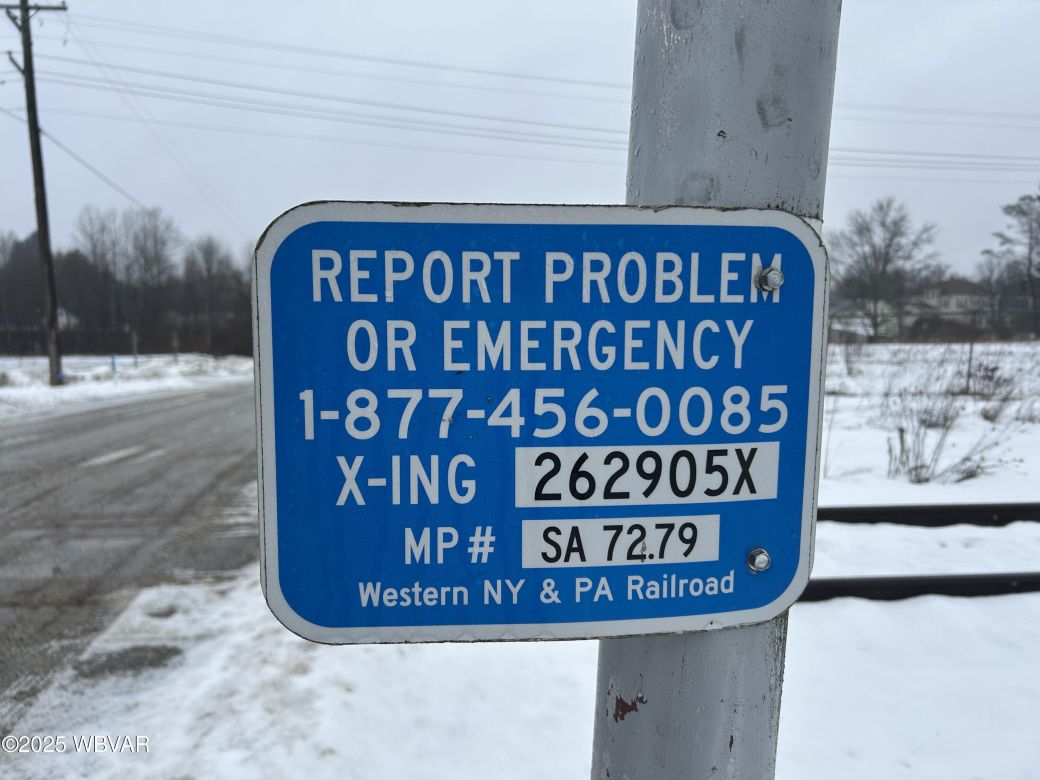 REPORT PROBLEM
OR EMERGENCY
1-877-456-0085
X-ING 262905X
MP# SA 72.79
Western NY & PA Railroad
©2025 WBVAR